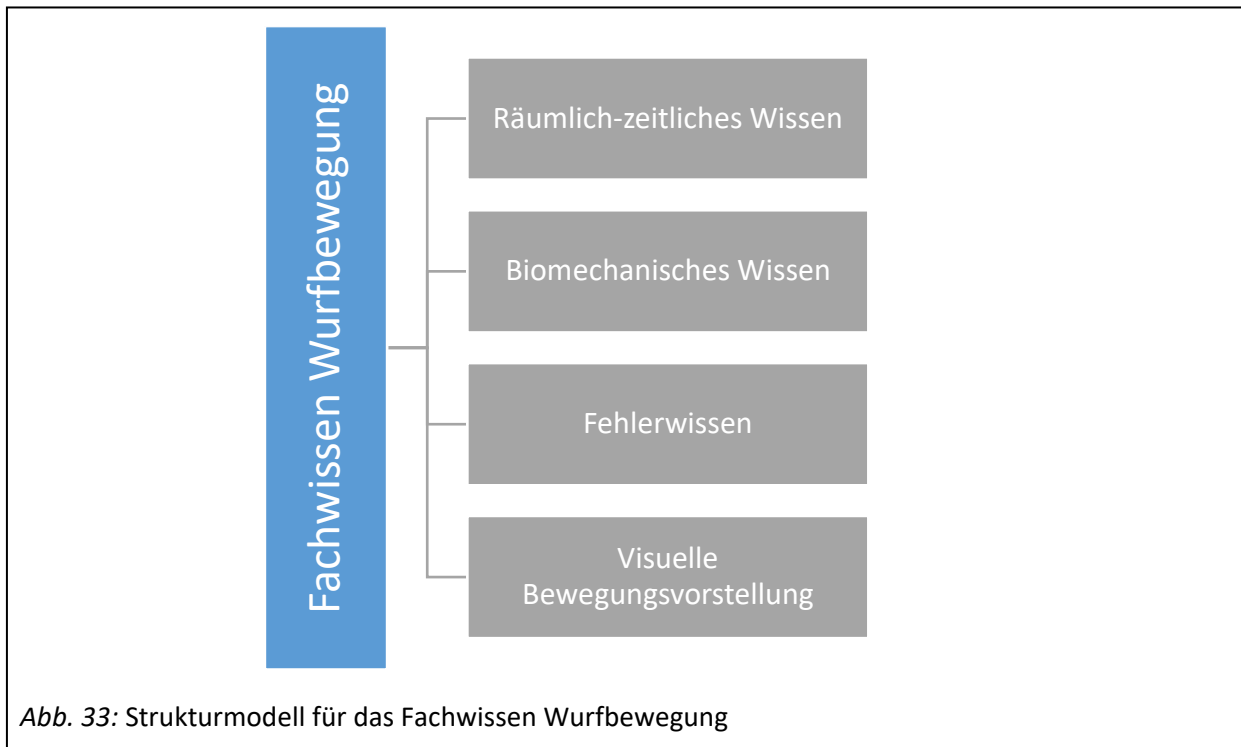 Fachwissen Wurfbewegung
Räumlich-zeitliches Wissen
Biomechanisches Wissen
Fehlerwissen
Visuelle
Bewegungsvorstellung
Abb. 33: Strukturmodell für das Fachwissen Wurfbewegung